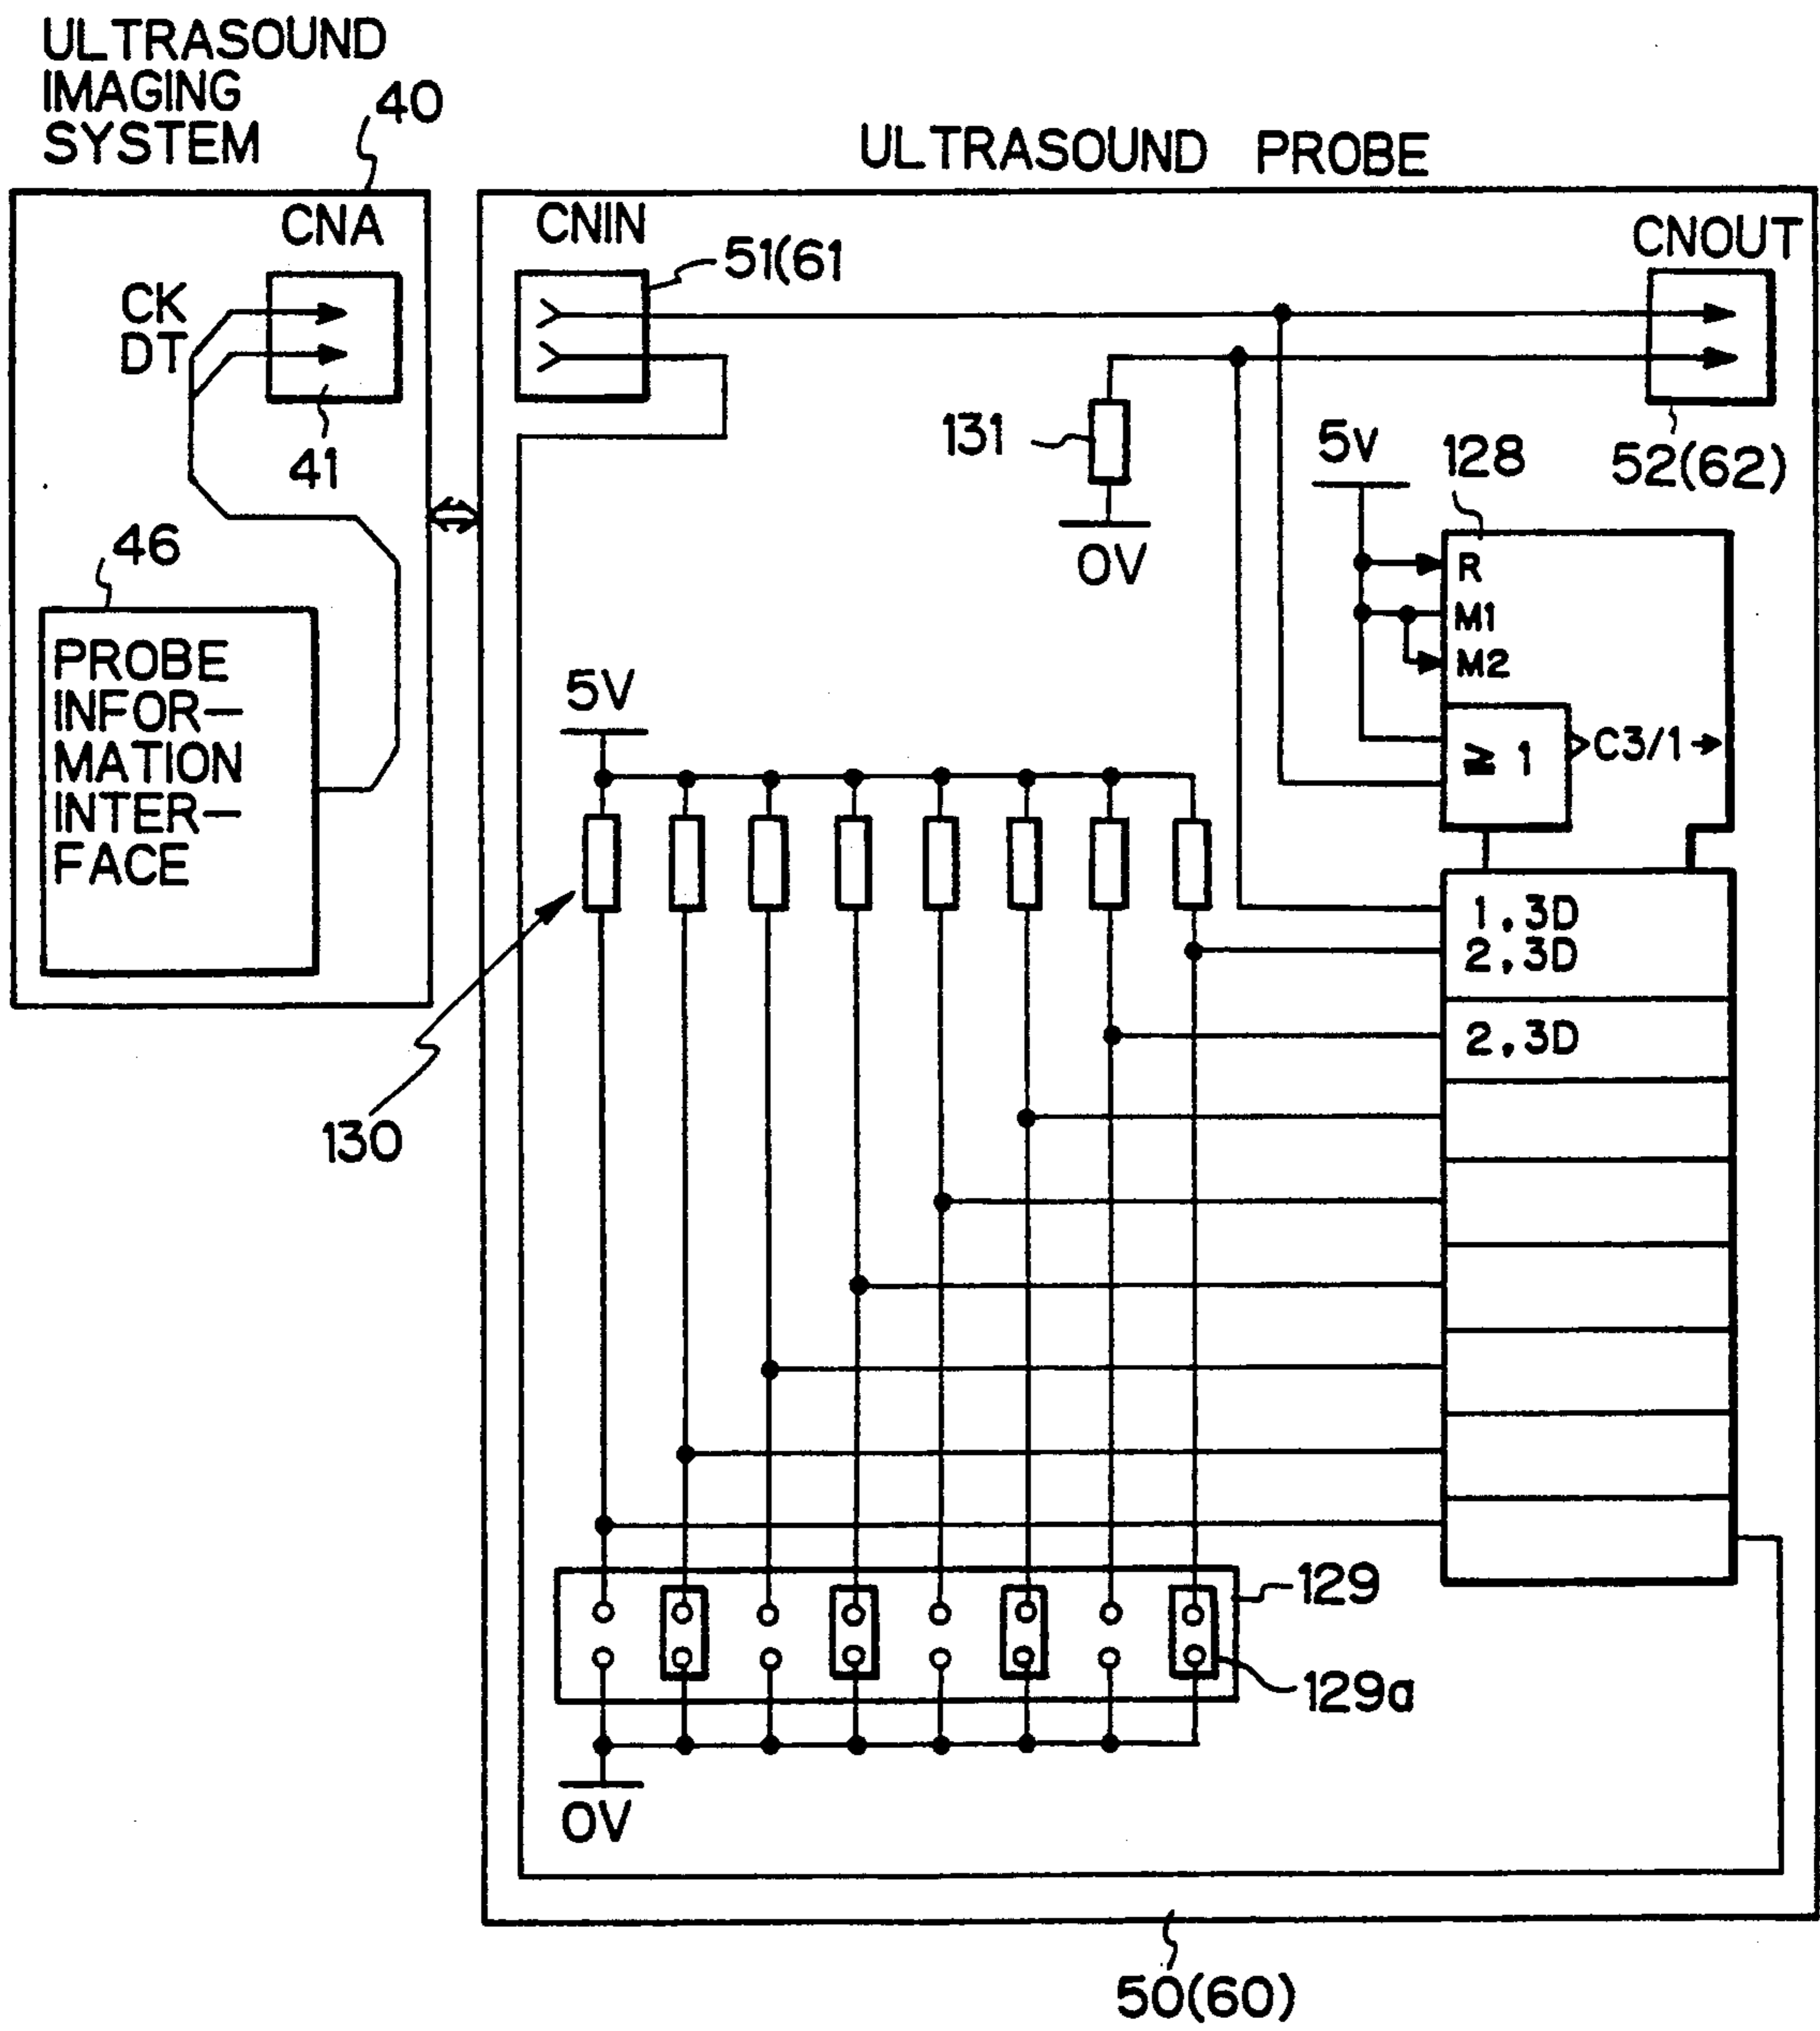 ULTRASOUND
IMAGING
SYSTEM
40
ULTRASOUND PROBE
CNA
CNIN
51(61
CNOUT
CK
DT
41
131
0V
5V
128
52(62)
R
M1
M2
≥ 1
C3/1→
46
PROBE
INFOR-
MATION
INTER-
FACE
5V
130
1,3D
2,3D
2,3D
129
129a
0V
50(60)